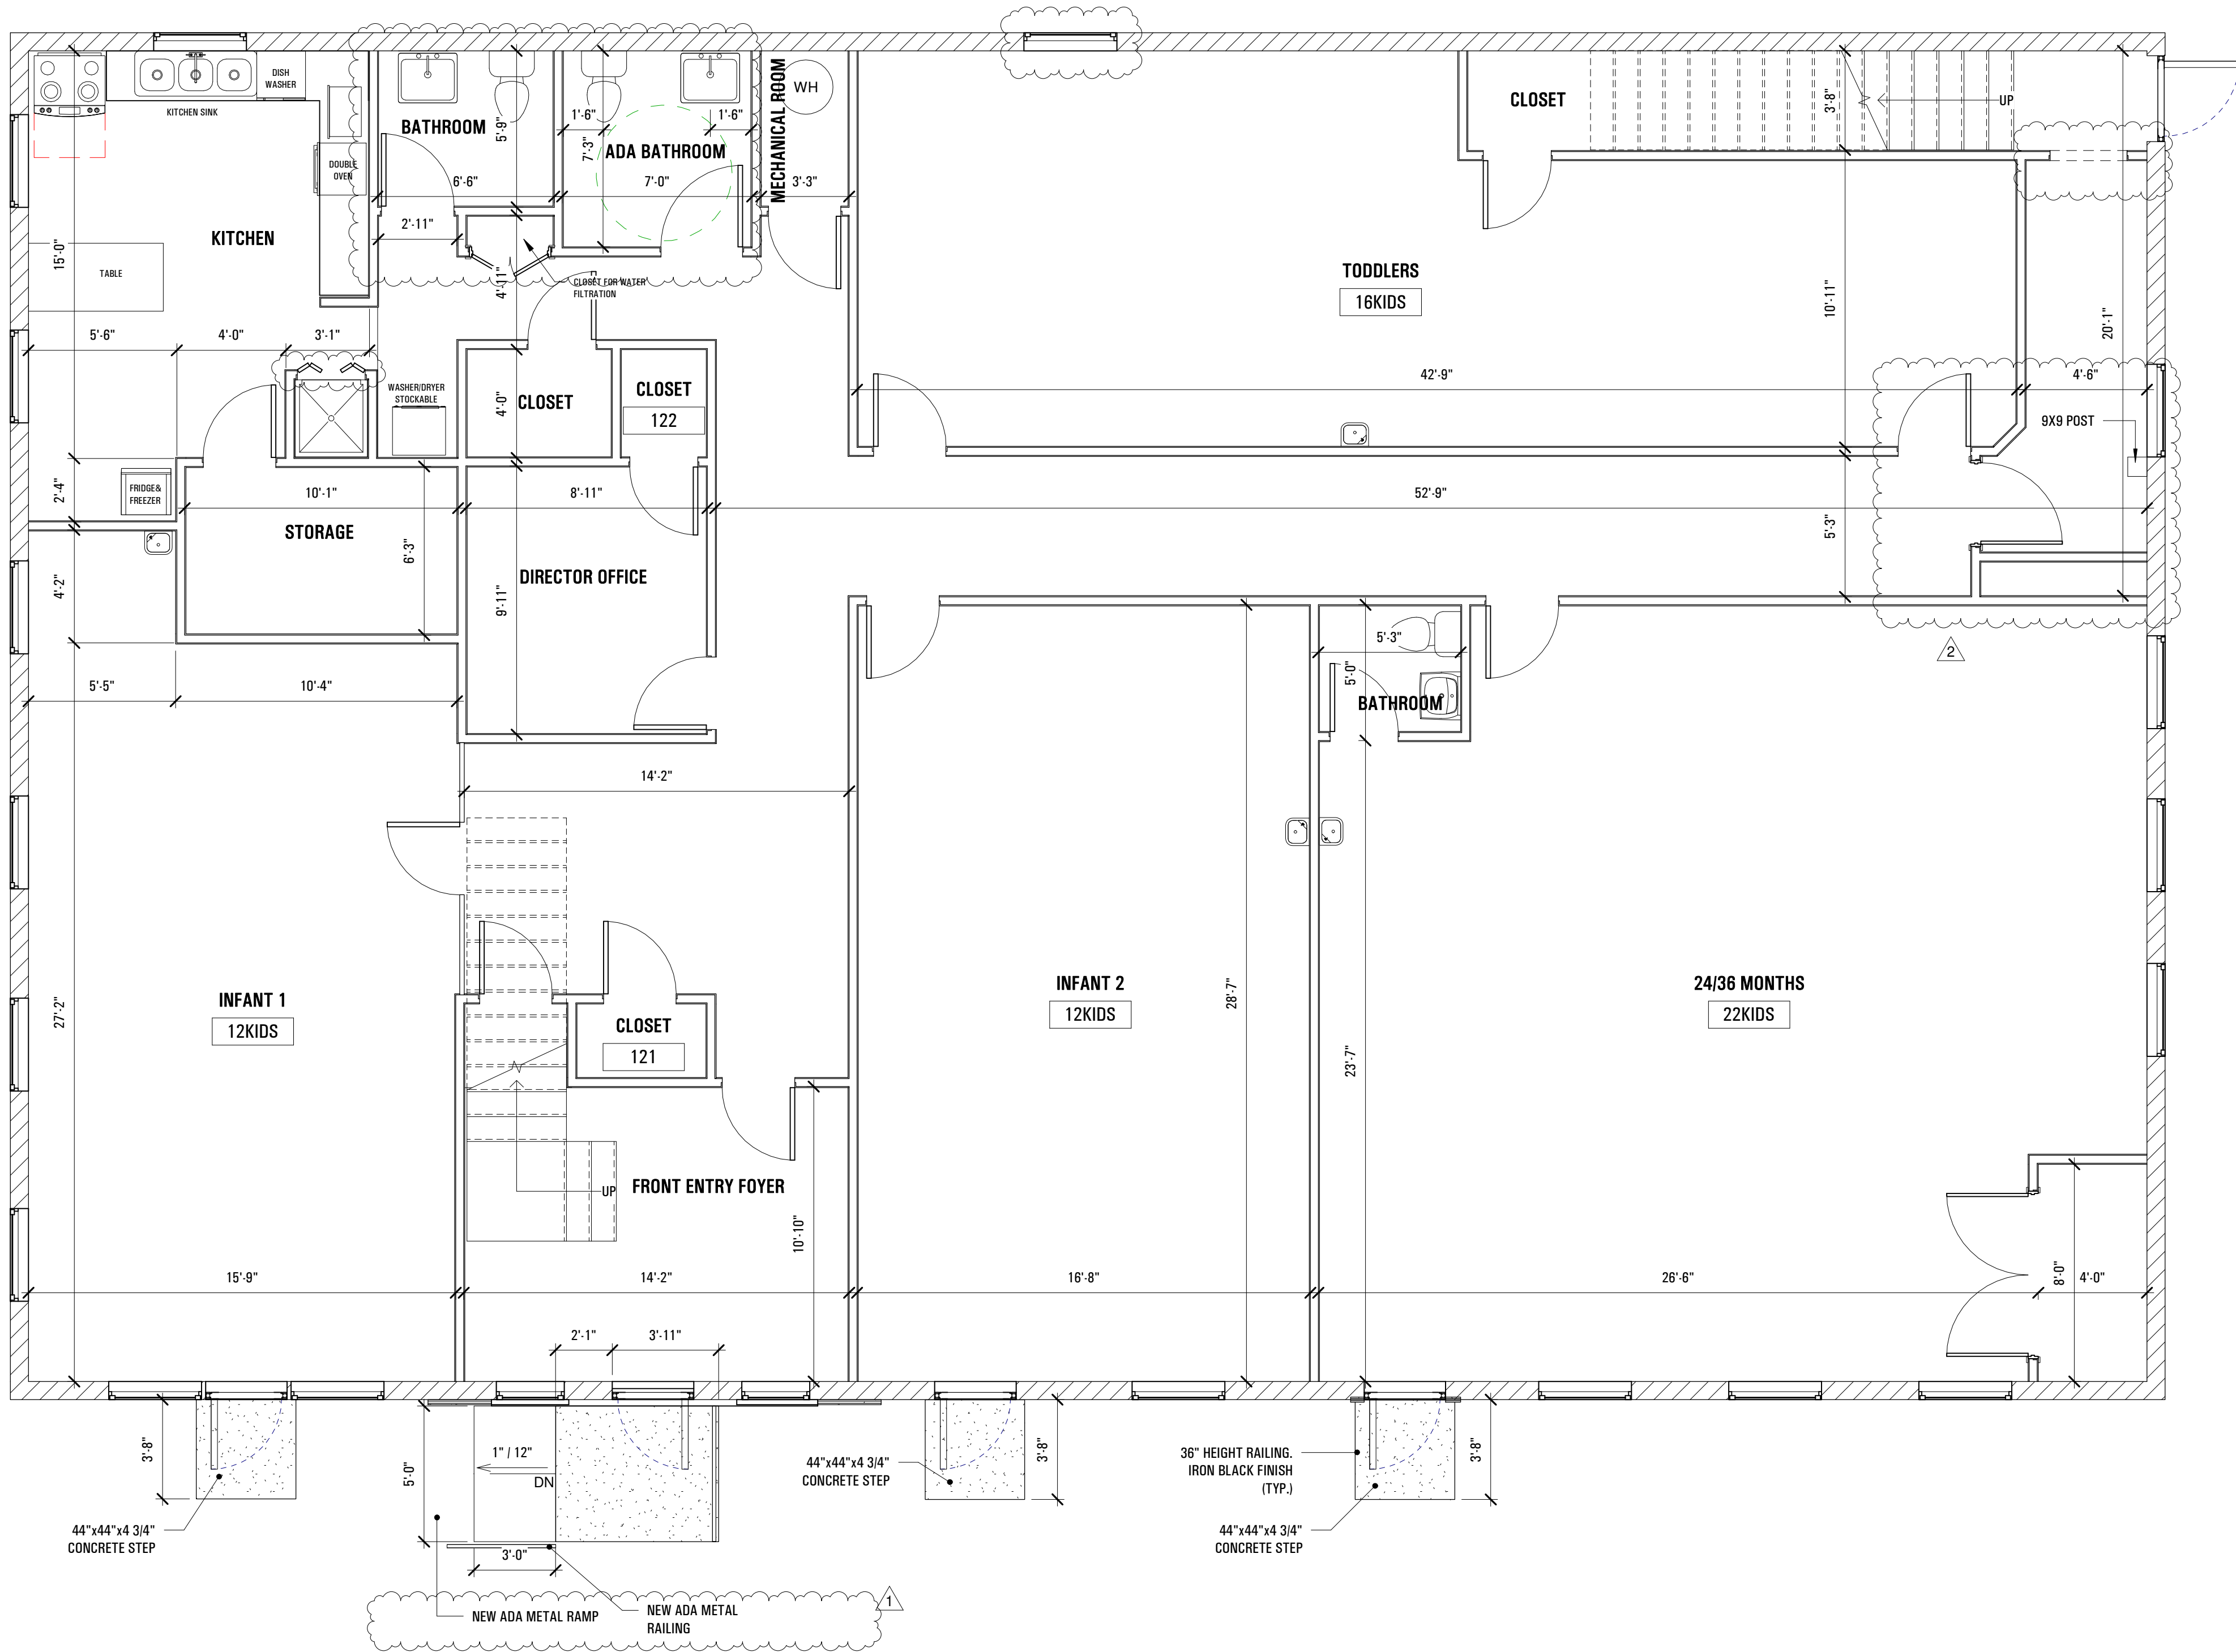 DISH
WASHER
KITCHEN SINK
BATHROOM
5'-9"
1'-6"
7'-3"
1'-6"
ADA BATHROOM
MECHANICAL ROOM
WH
CLOSET
3'-8"
UP
DOUBLE
OVEN
6'-6"
7'-0"
3'-3"
2'-11"
KITCHEN
15'-0"
TABLE
4'-11"
CLOSET FOR WATER
FILTRATION
TODDLERS
16KIDS
10'-11"
20'-1"
5'-6"
4'-0"
3'-1"
WASHER/DRYER
STOCKABLE
4'-0"
CLOSET
CLOSET
122
42'-9"
4'-6"
9X9 POST
2'-4"
FRIDGE&
FREEZER
10'-1"
8'-11"
52'-9"
STORAGE
6'-3"
5'-3"
4'-2"
9'-11"
DIRECTOR OFFICE
5'-3"
5'-0"
BATHROOM
2
5'-5"
10'-4"
14'-2"
INFANT 1
12KIDS
27'-2"
CLOSET
121
INFANT 2
12KIDS
28'-7"
23'-7"
24/36 MONTHS
22KIDS
UP
FRONT ENTRY FOYER
10'-10"
15'-9"
14'-2"
16'-8"
26'-6"
8'-0"
4'-0"
2'-1"
3'-11"
3'-8"
5'-0"
1" / 12"
DN
44"x44"x4 3/4"
CONCRETE STEP
3'-8"
36" HEIGHT RAILING.
IRON BLACK FINISH
(TYP.)
3'-8"
44"x44"x4 3/4"
CONCRETE STEP
44"x44"x4 3/4"
CONCRETE STEP
3'-0"
1
NEW ADA METAL RAMP
NEW ADA METAL
RAILING